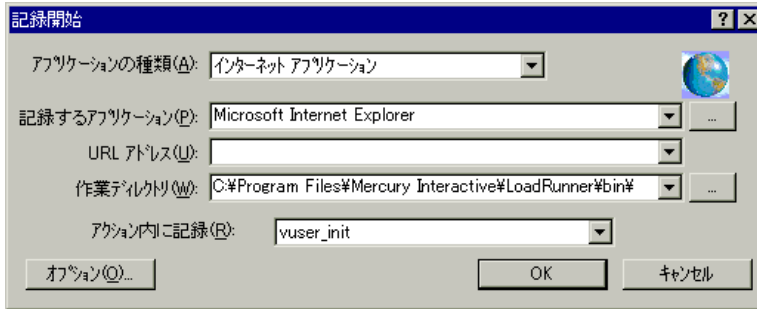 記録開始
アプリケーションの種類(A): インターネット アプリケーション
記録するアプリケーション(P): Microsoft Internet Explorer ...
URL アドレス(U):
作業ディレクトリ(W): C:¥Program Files¥Mercury Interactive¥LoadRunner¥bin¥ ...
アクション内に記録(R): vuser_init
オプション(O)... OK キャンセル